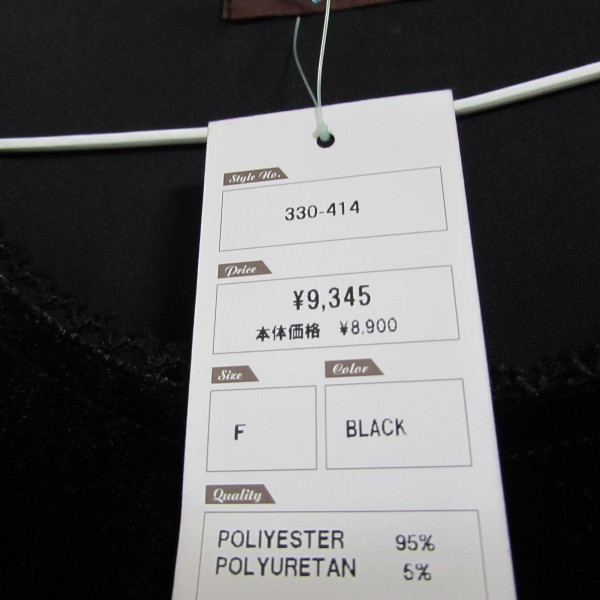 Style No.
330-414
Price
¥9,345
本体価格 ¥8,900
Size
Color
F
BLACK
Quality
POLIYESTER 95%
POLYURETAN 5%